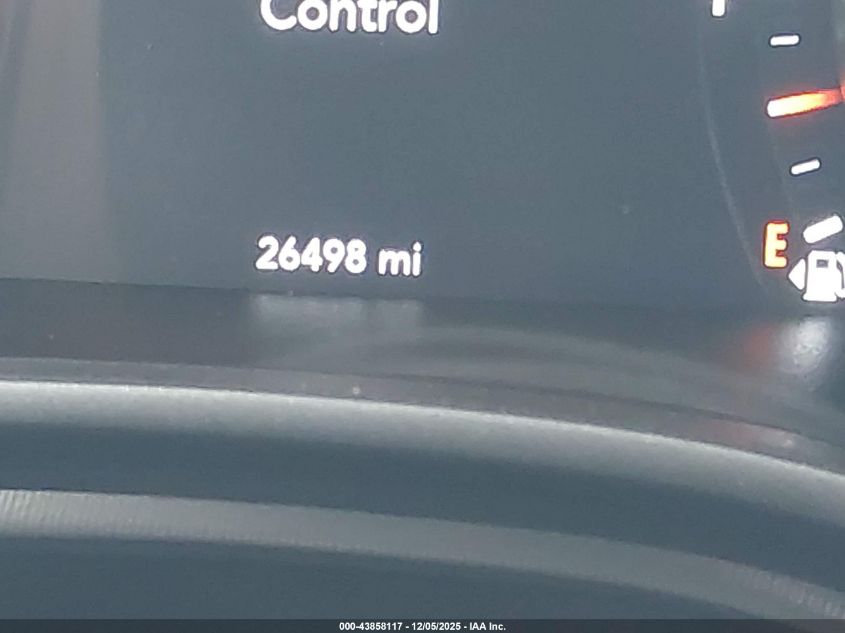 Control
26498 mi
E
000-43858117 - 12/05/2025 - IAA Inc.